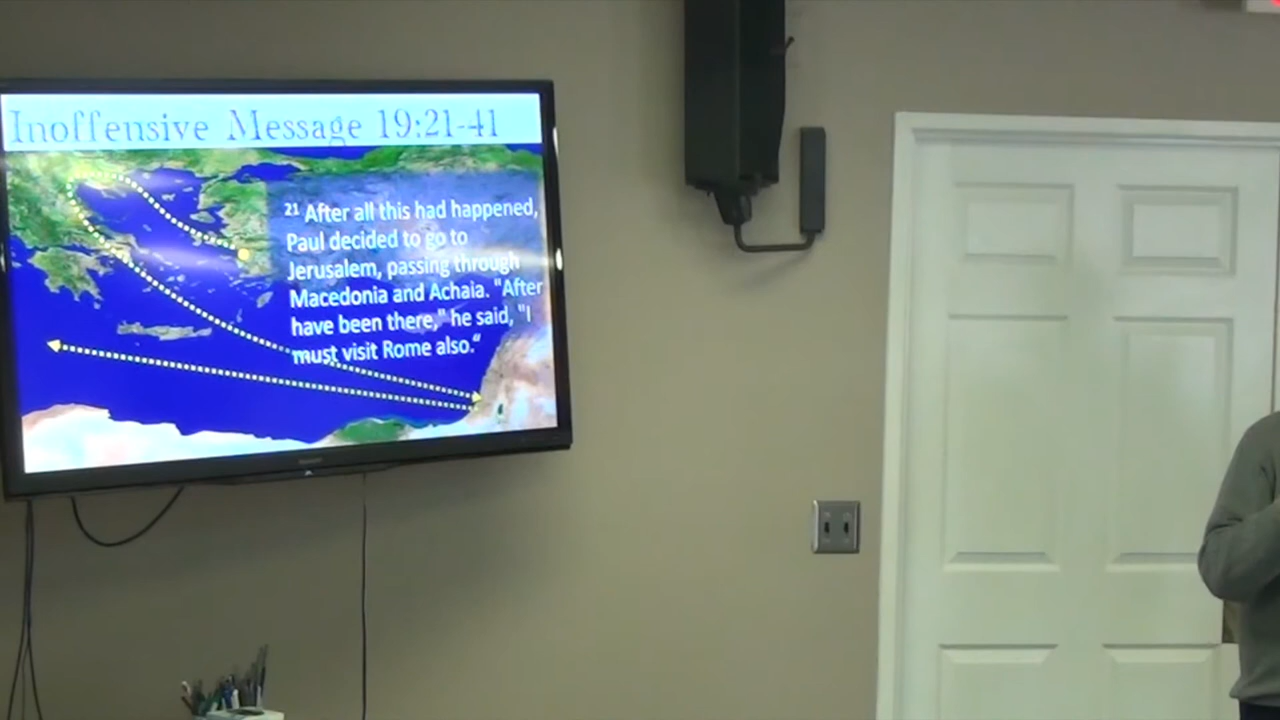 Inoffensive Message 19:21-41
21 After all this had happened,
Paul decided to go to
Jerusalem, passing through
Macedonia and Achaia. "After
have been there," he said, "I
must visit Rome also.“